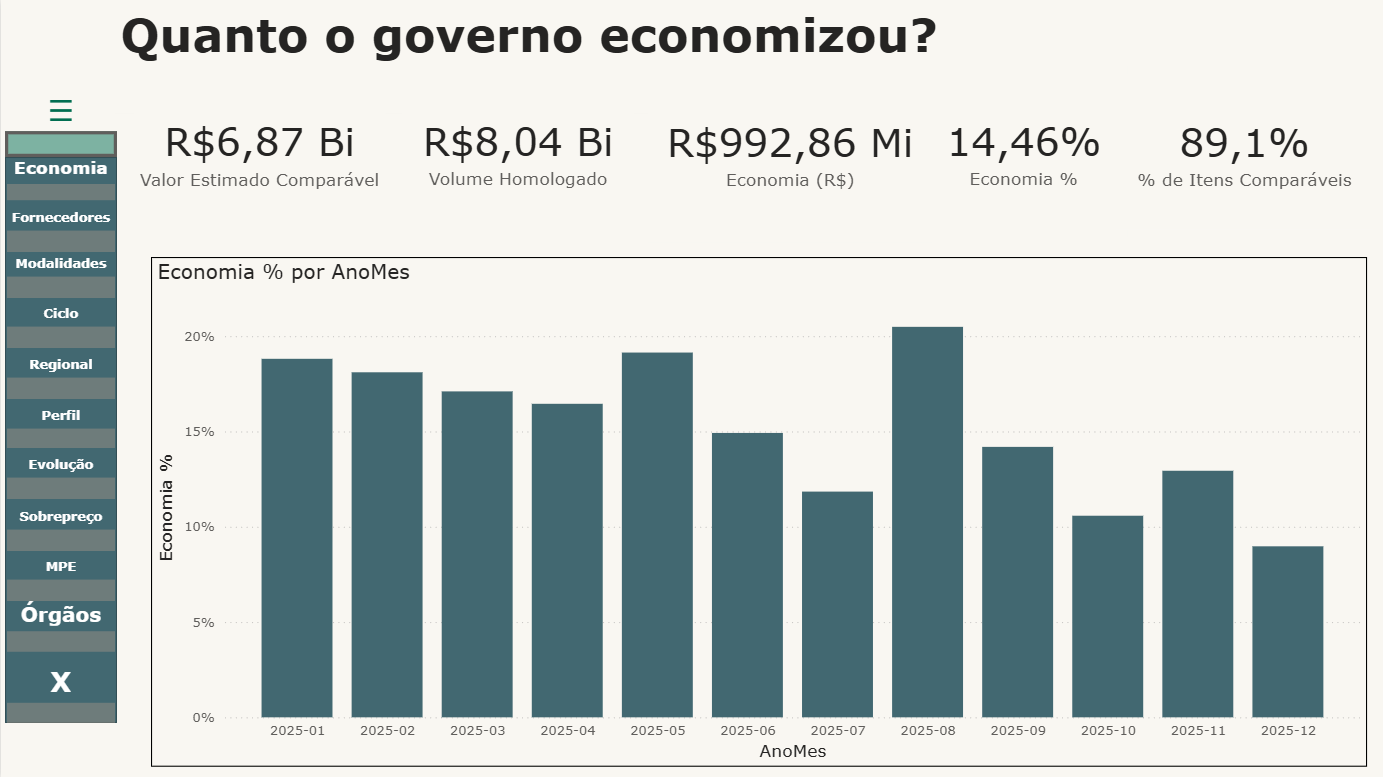 Quanto o governo economizou?
☰
R$6,87 Bi
Valor Estimado Comparável
R$8,04 Bi
Volume Homologado
R$992,86 Mi
Economia (R$)
14,46%
Economia %
89,1%
% de Itens Comparáveis
Economia
Fornecedores
Modalidades
Ciclo
Regional
Perfil
Evolução
Sobrepreço
MPE
Órgãos
X
Economia % por AnoMes
Economia %
20%
15%
10%
5%
0%
2025-01
2025-02
2025-03
2025-04
2025-05
2025-06
2025-07
2025-08
2025-09
2025-10
2025-11
2025-12
AnoMes